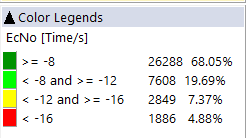 Color Legends
EcNo [Time/s]
>= -8 26288 68.05%
< -8 and >= -12 7608 19.69%
< -12 and >= -16 2849 7.37%
< -16 1886 4.88%